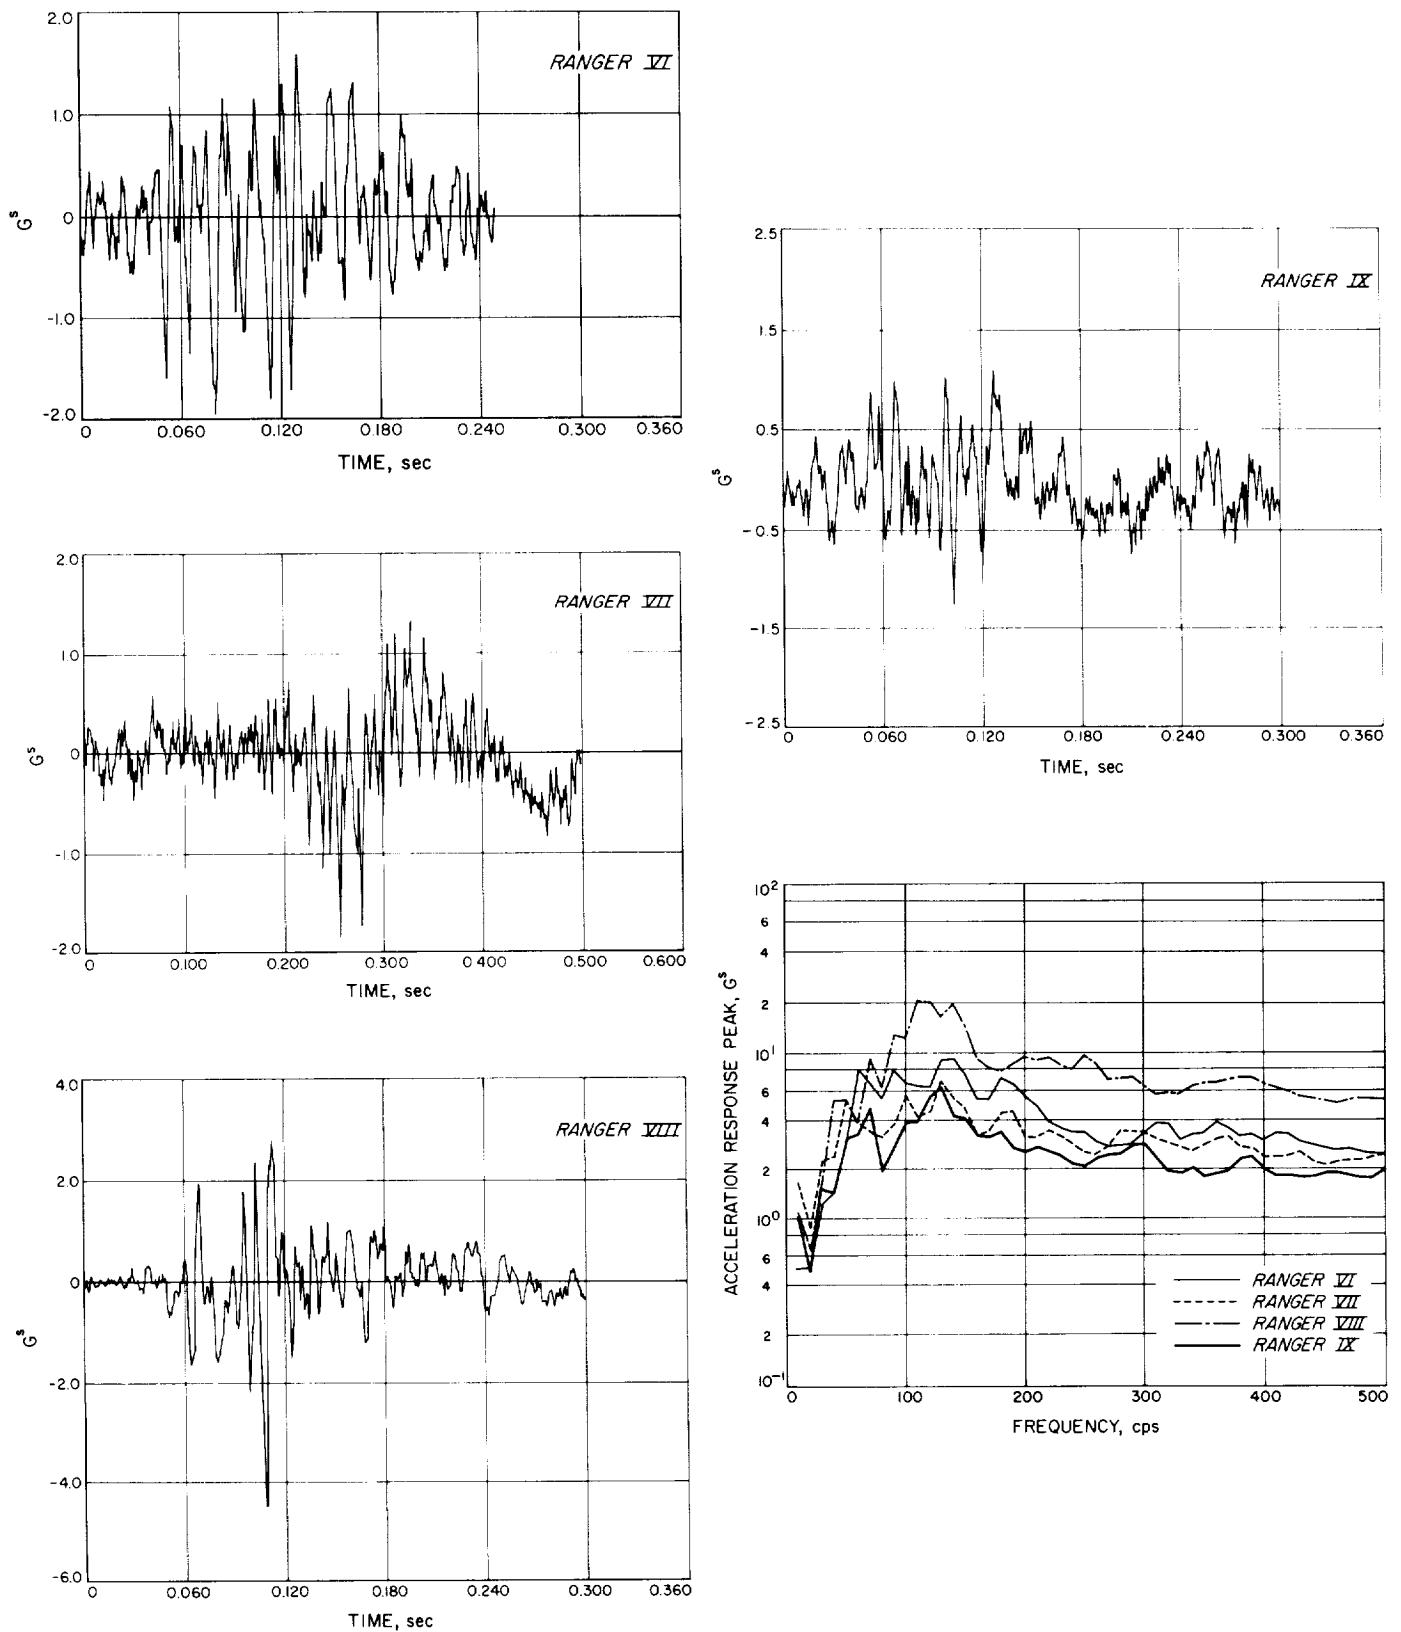 2.0
RANGER VI
1.0
G^s
0
-1.0
-2.0
0 0.060 0.120 0.180 0.240 0.300 0.360
TIME, sec
2.0
RANGER VII
1.0
G^s
0
-1.0
-2.0
0 0.100 0.200 0.300 0 400 0.500 0.600
TIME, sec
4.0
RANGER VIII
2.0
0
G^s
-2.0
-4.0
-6.0
0 0.060 0.120 0.180 0.240 0.300 0.360
TIME, sec
2.5
RANGER IX
1.5
0.5
G^s
-0.5
-1.5
-2.5
0 0.060 0.120 0.180 0.240 0.300 0.360
TIME, sec
10^2
6
4
2
10^1
6
4
2
10^0
6
4
2
10^-1
ACCELERATION RESPONSE PEAK, G^s
RANGER VI
RANGER VII
RANGER VIII
RANGER IX
0 100 200 300 400 500
FREQUENCY, cps